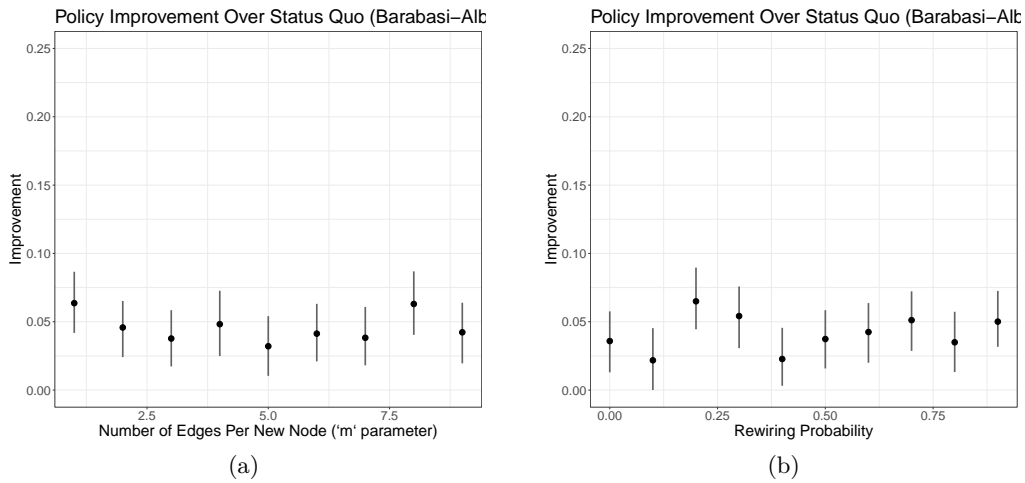 Policy Improvement Over Status Quo (Barabasi−Alb
0.25
0.20
0.15
0.10
0.05
0.00
Improvement
2.5 5.0 7.5
Number of Edges Per New Node (‘m‘ parameter)
(a)
Policy Improvement Over Status Quo (Barabasi−Alb
0.25
0.20
0.15
0.10
0.05
0.00
Improvement
0.00 0.25 0.50 0.75
Rewiring Probability
(b)